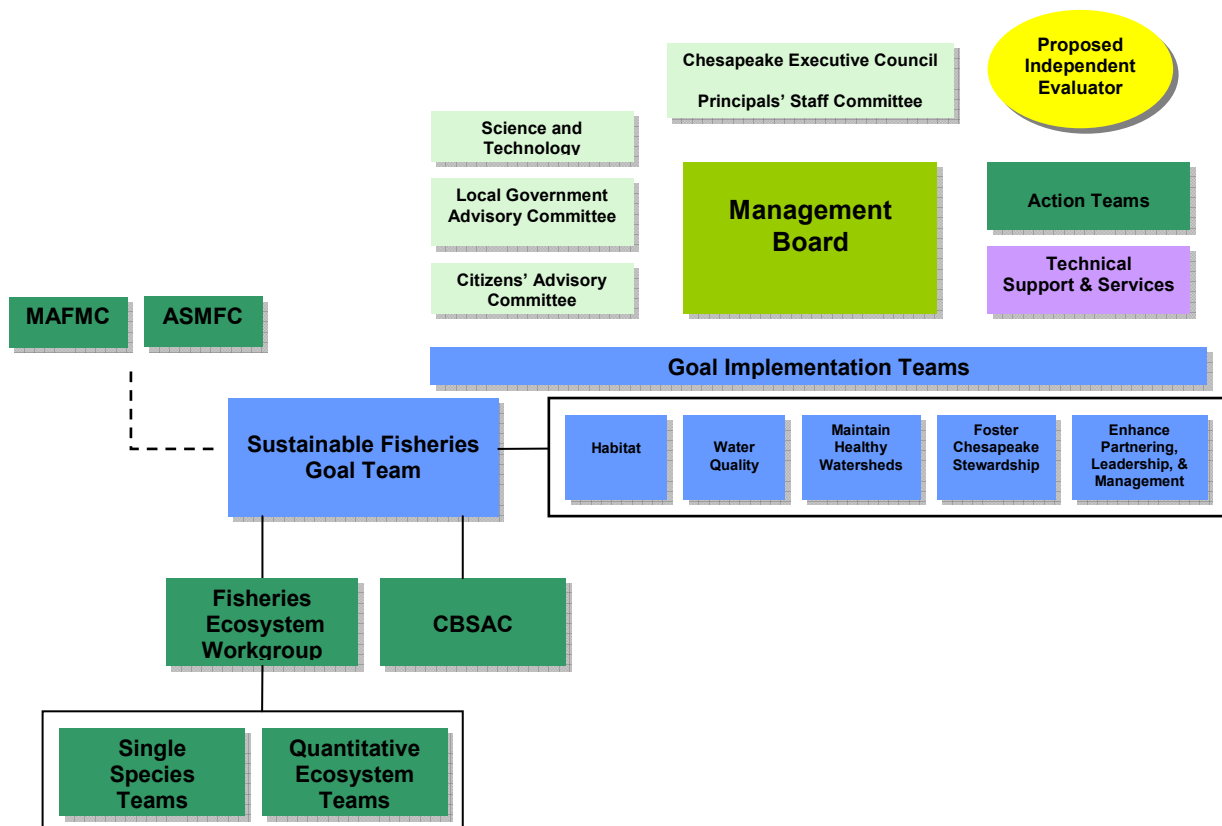 Chesapeake Executive Council
Principals' Staff Committee
Proposed
Independent
Evaluator
Science and
Technology
Local Government
Advisory Committee
Citizens' Advisory
Committee
Management
Board
Action Teams
Technical
Support & Services
MAFMC
ASMFC
Goal Implementation Teams
Sustainable Fisheries
Goal Team
Habitat
Water
Quality
Maintain
Healthy
Watersheds
Foster
Chesapeake
Stewardship
Enhance
Partnering,
Leadership, &
Management
Fisheries
Ecosystem
Workgroup
CBSAC
Single
Species
Teams
Quantitative
Ecosystem
Teams